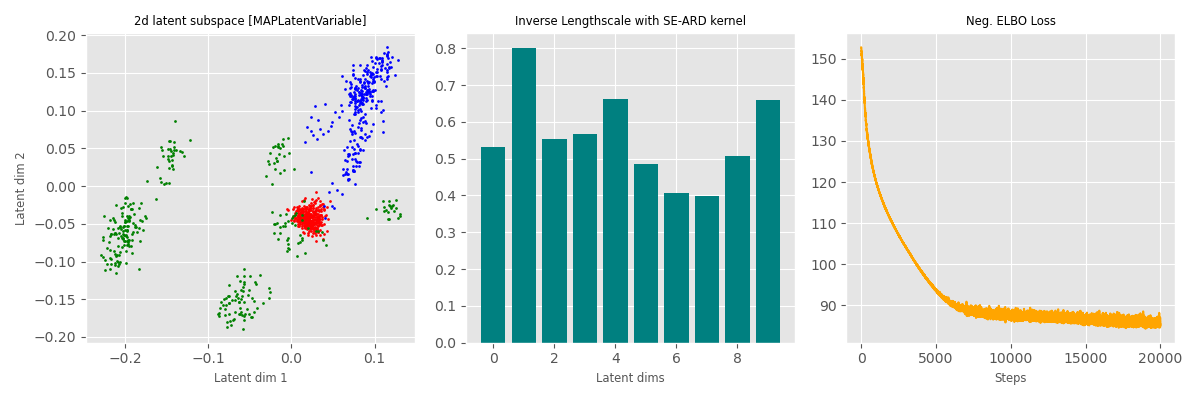 2d latent subspace [MAPLatentVariable]
0.20
0.15
0.10
0.05
0.00
−0.05
−0.10
−0.15
−0.20
Latent dim 2
−0.2 −0.1 0.0 0.1
Latent dim 1
Inverse Lengthscale with SE-ARD kernel
0.8
0.7
0.6
0.5
0.4
0.3
0.2
0.1
0.0
0 2 4 6 8
Latent dims
Neg. ELBO Loss
150
140
130
120
110
100
90
0 5000 10000 15000 20000
Steps